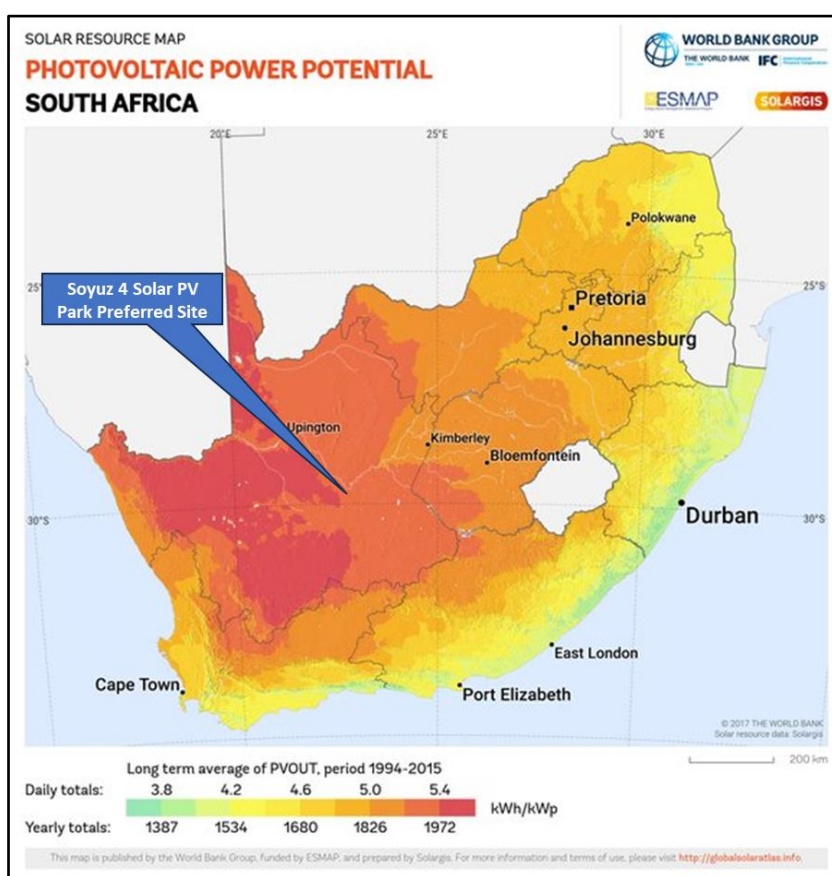 SOLAR RESOURCE MAP
PHOTOVOLTAIC POWER POTENTIAL
SOUTH AFRICA
WORLD BANK GROUP
THE WORLD BANK
IFC
ESMAP
SOLARGIS
20°E
25°E
30°E
Polokwane
25°
25°S
Soyuz 4 Solar PV
Park Preferred Site
Pretoria
Johannesburg
Upington
Kimberley
Bloemfontein
30°S
30°S
Durban
East London
Cape Town
Port Elizabeth
© 2017 THE WORLD BANK
Solar resource data: Solargis
200 km
Long term average of PVOUT, period 1994-2015
Daily totals: 3.8 4.2 4.6 5.0 5.4
kWh/kWp
Yearly totals: 1387 1534 1680 1826 1972
This map is published by the World Bank Group, funded by ESMAP, and prepared by Solargis. For more information and terms of use, please visit http://globalsolaratlas.info.